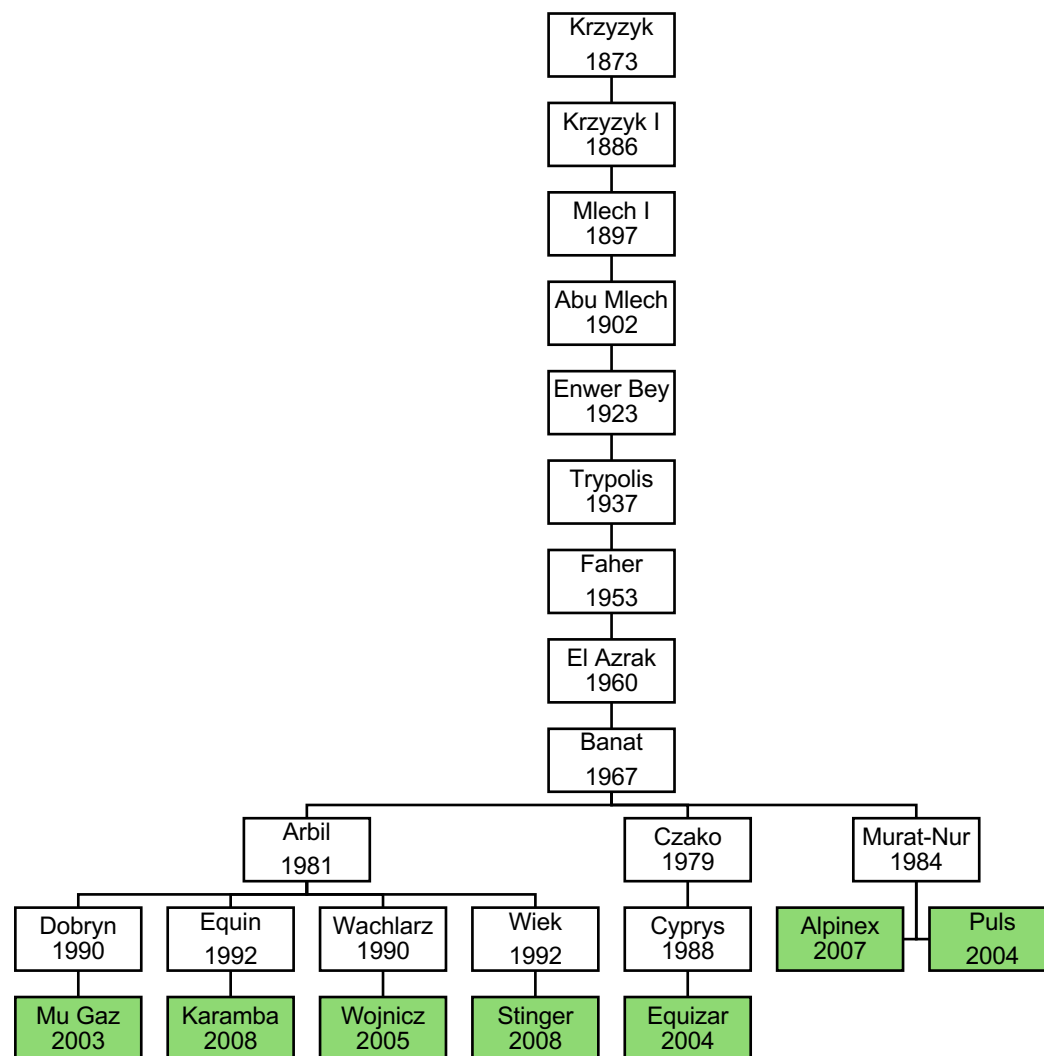 Krzyzyk
1873
Krzyzyk I
1886
Mlech I
1897
Abu Mlech
1902
Enwer Bey
1923
Trypolis
1937
Faher
1953
El Azrak
1960
Banat
1967
Arbil
1981
Czako
1979
Murat-Nur
1984
Dobryn
1990
Equin
1992
Wachlarz
1990
Wiek
1992
Cyprys
1988
Alpinex
2007
Puls
2004
Mu Gaz
2003
Karamba
2008
Wojnicz
2005
Stinger
2008
Equizar
2004